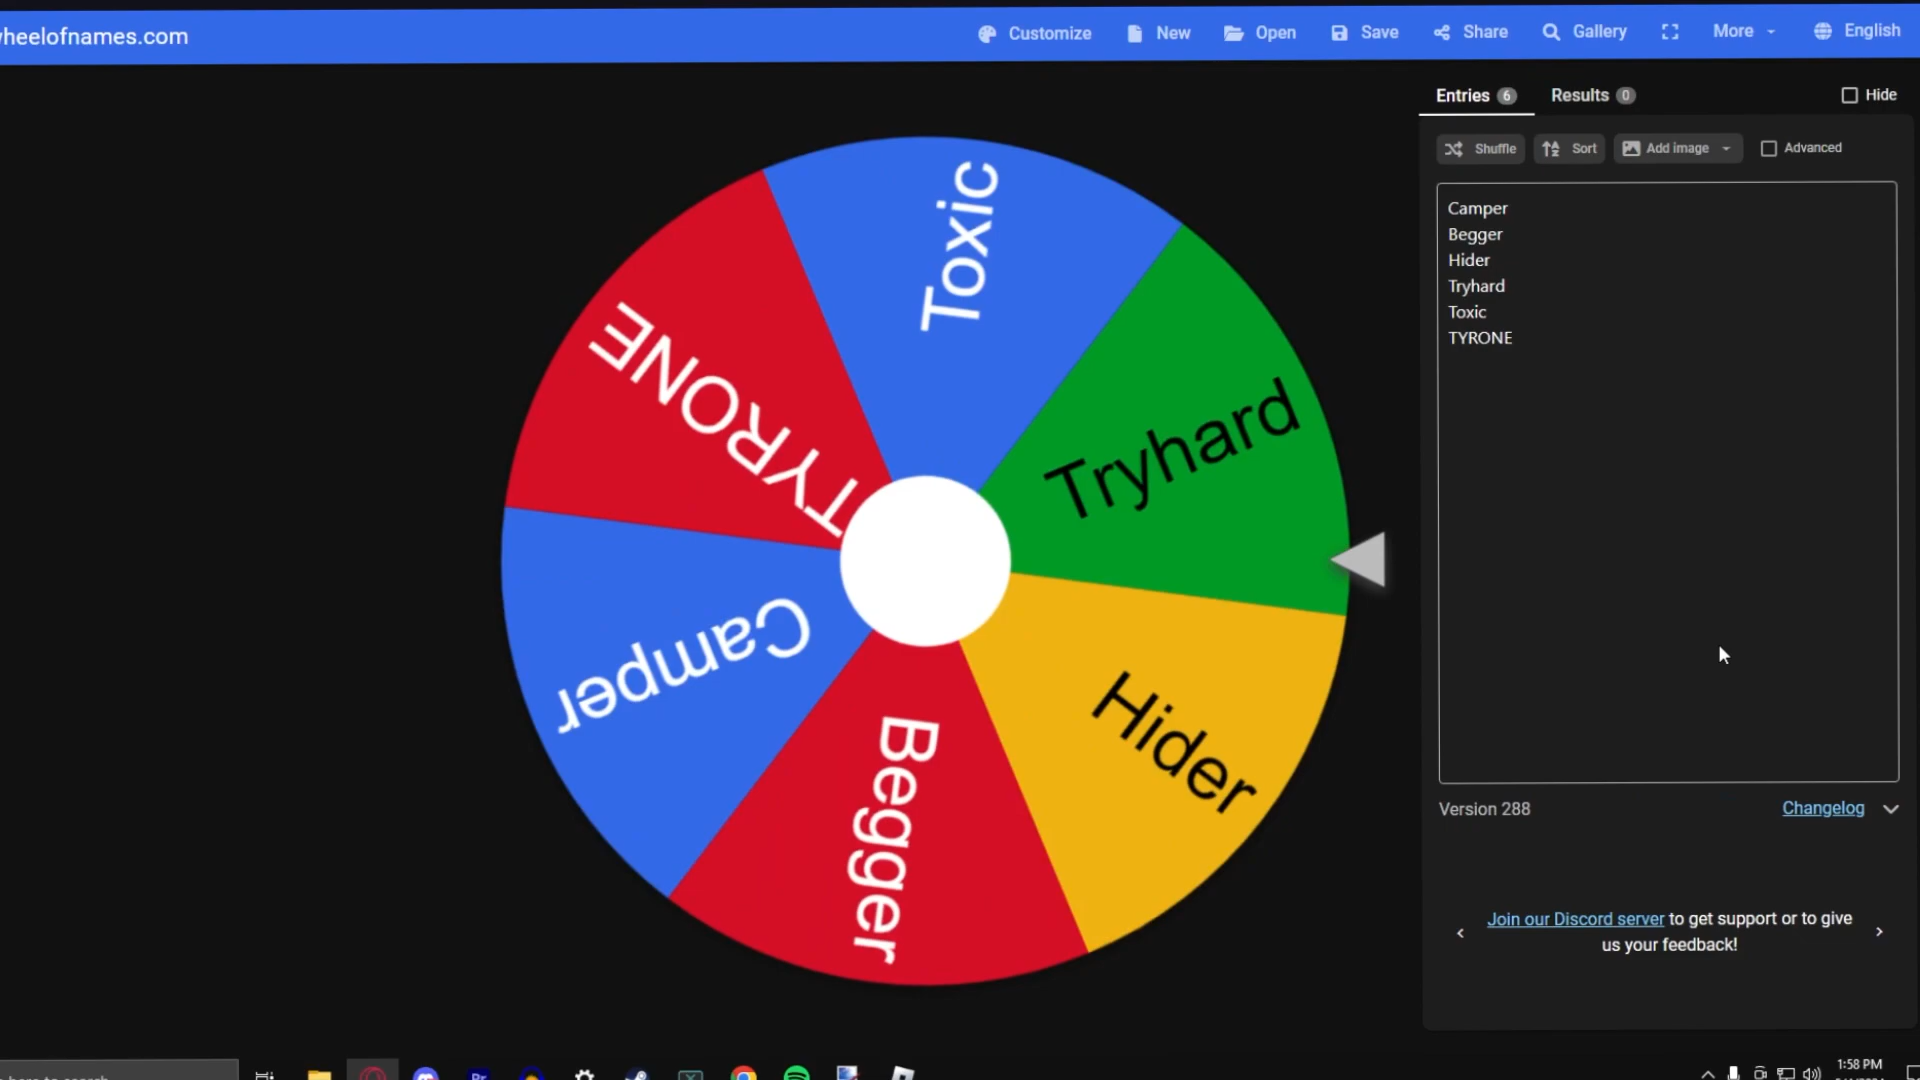 heelofnames.com
Customize
New
Open
Save
Share
Gallery
More
English
Entries 6
Results 0
Hide
Shuffle
Sort
Add image
Advanced
Camper
Begger
Hider
Tryhard
Toxic
TYRONE
Toxic
Tryhard
Hider
Begger
Camper
TYRONE
Version 288
Changelog
Join our Discord server to get support or to give
us your feedback!
Pr
1:58 PM